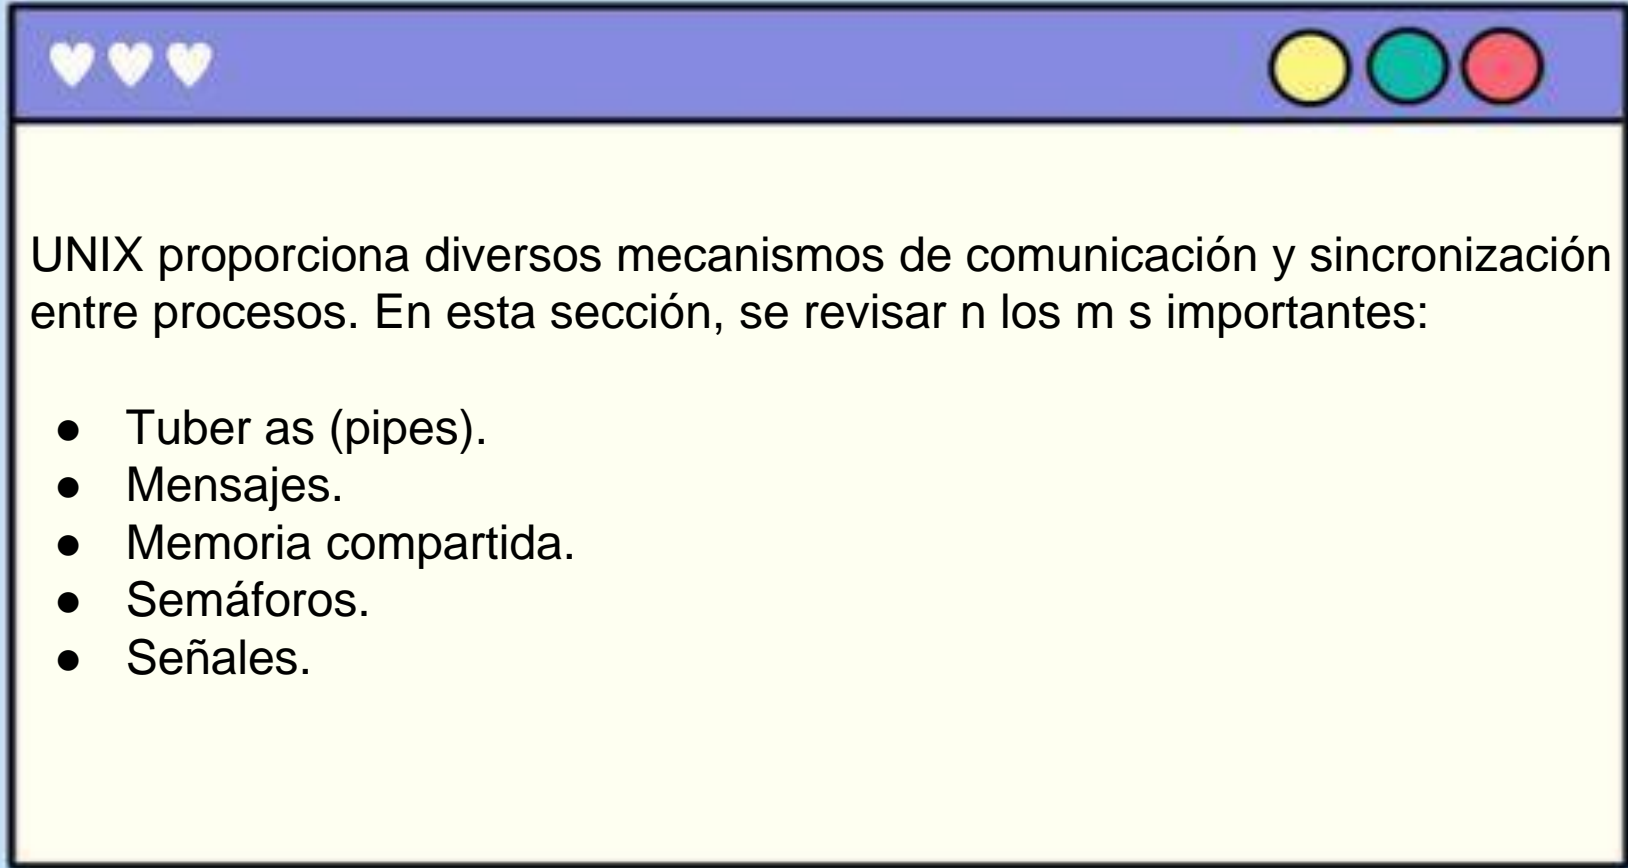 UNIX proporciona diversos mecanismos de comunicación y sincronización
entre procesos. En esta sección, se revisar n los m s importantes:
● Tuber as (pipes).
● Mensajes.
● Memoria compartida.
● Semáforos.
● Señales.